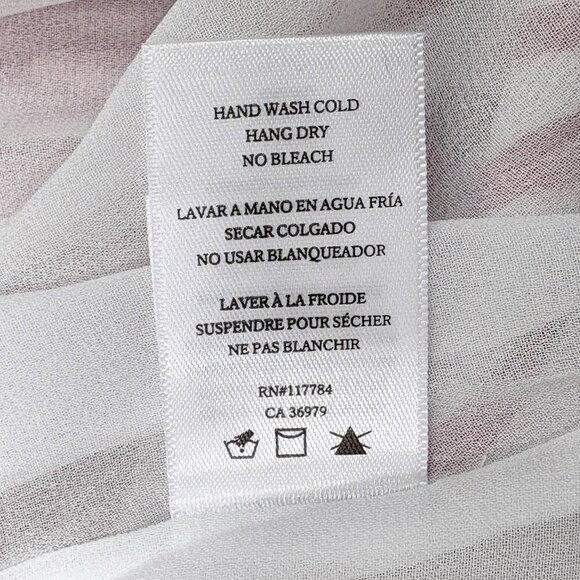 HAND WASH COLD
HANG DRY
NO BLEACH
LAVAR A MANO EN AGUA FRÍA
SECAR COLGADO
NO USAR BLANQUEADOR
LAVER À LA FROIDE
SUSPENDRE POUR SÉCHER
NE PAS BLANCHIR
RN#117784
CA 36979